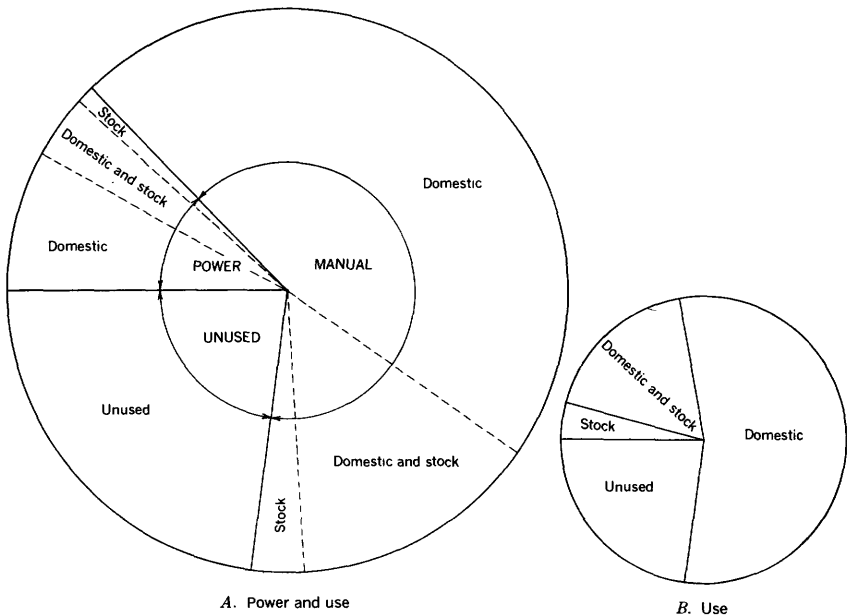 Stock
Domestic and stock
Domestic
Domestic
POWER
MANUAL
UNUSED
Unused
Domestic and stock
Stock
A. Power and use
Domestic and stock
Stock
Domestic
Unused
B. Use